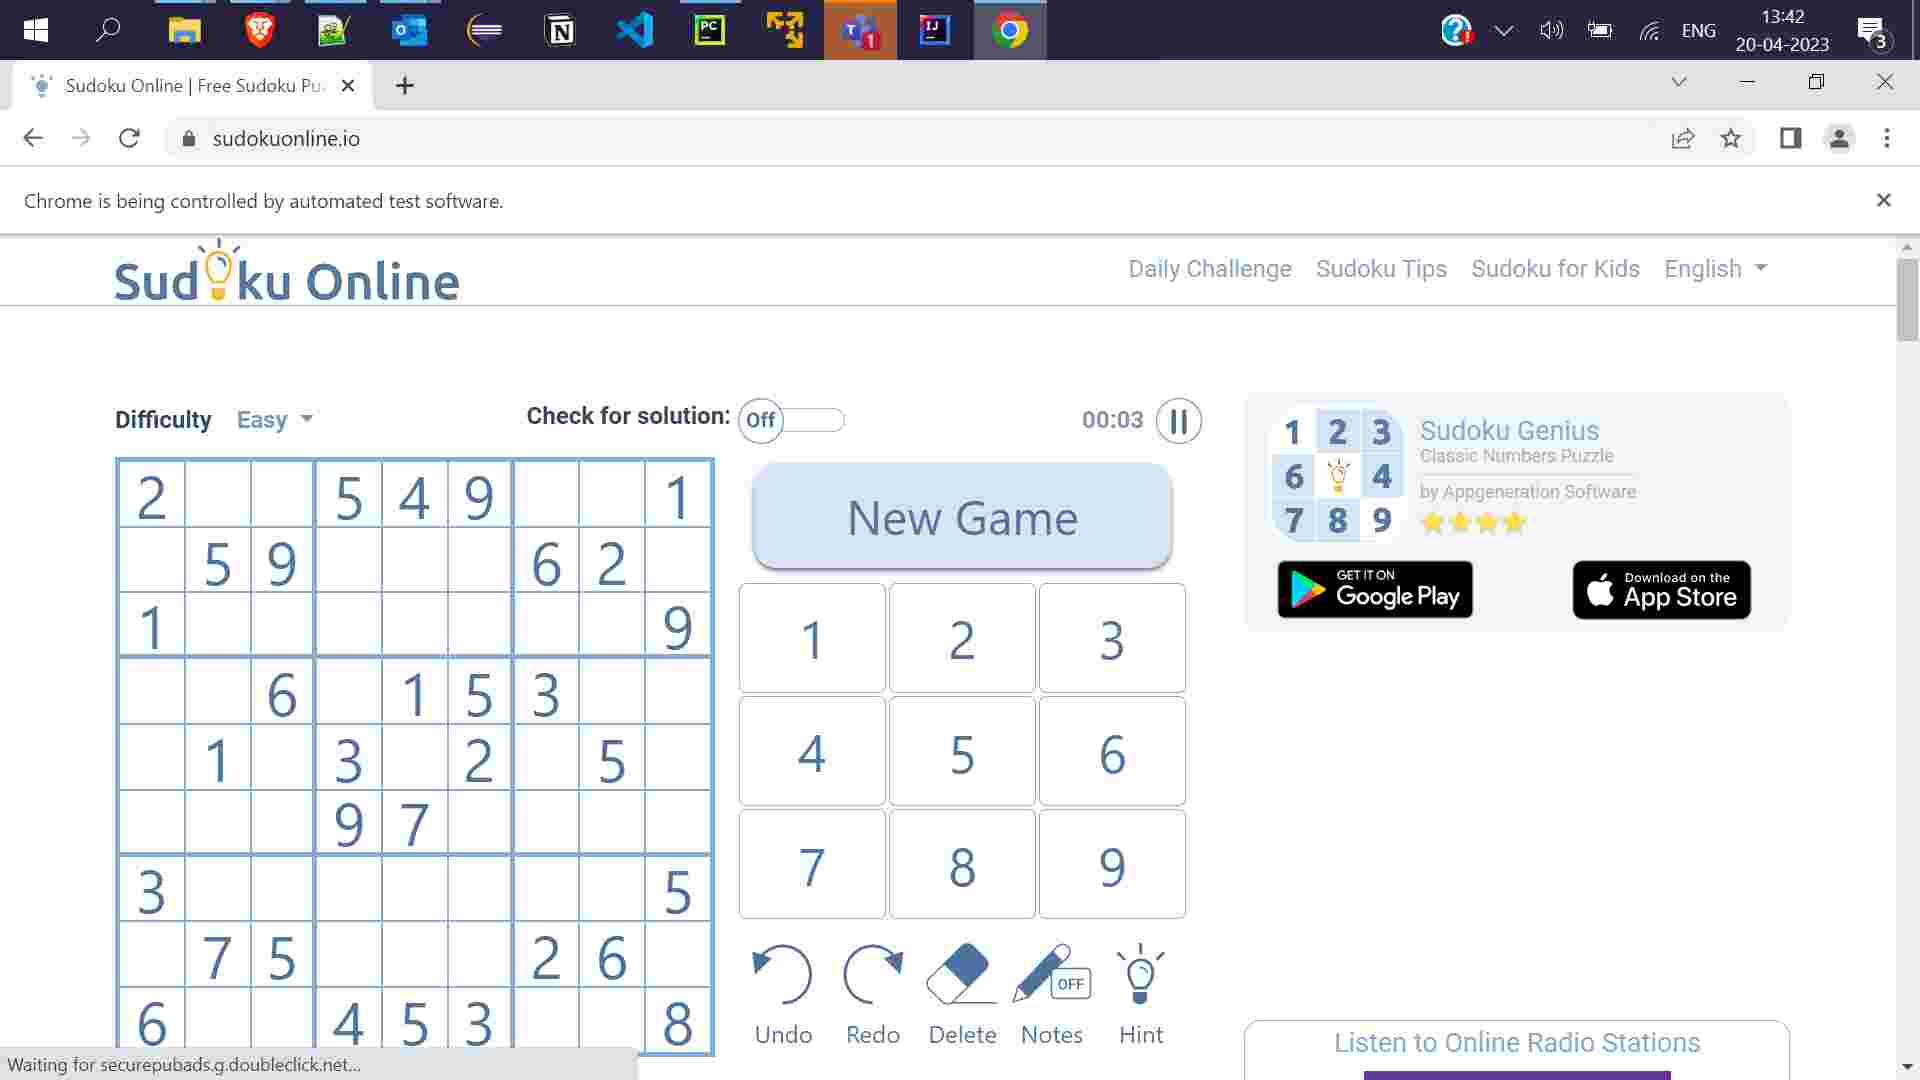 PC
1
IJ
ENG
13:42
20-04-2023
3
Sudoku Online | Free Sudoku Pu
sudokuonline.io
Chrome is being controlled by automated test software.
Sudoku Online
Daily Challenge Sudoku Tips Sudoku for Kids English
Difficulty Easy Check for solution: Off 00:03
2 5 4 9 1
5 9 6 2
1 9
6 1 5 3
1 3 2 5
9 7
3 5
7 5 2 6
6 4 5 3 8
New Game
1 2 3
4 5 6
7 8 9
OFF
Undo Redo Delete Notes Hint
1 2 3
6 4
7 8 9
Sudoku Genius
Classic Numbers Puzzle
by Appgeneration Software
GET IT ON
Google Play
Download on the
App Store
Listen to Online Radio Stations
Waiting for securepubads.g.doubleclick.net...